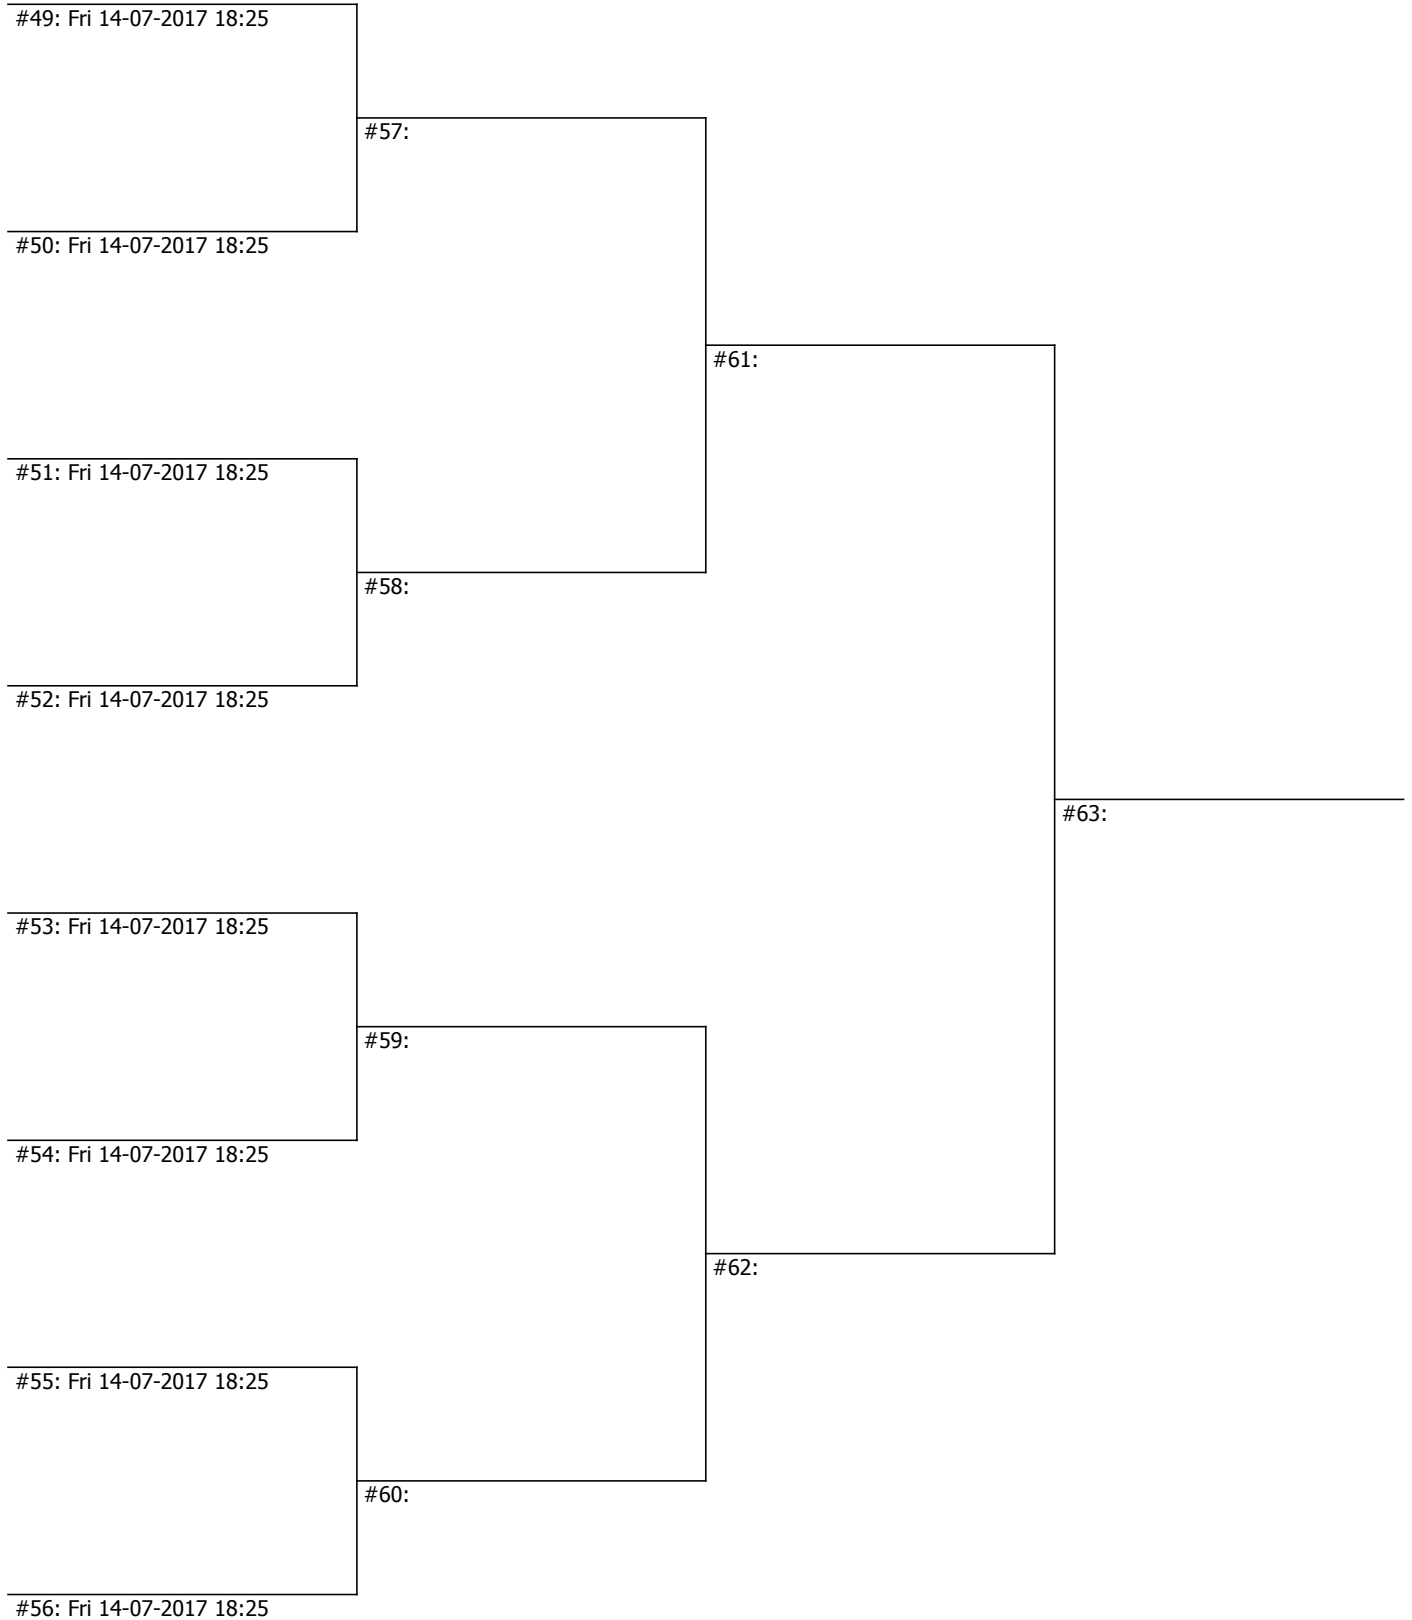 #49: Fri 14-07-2017 18:25
#57:
#50: Fri 14-07-2017 18:25
#61:
#51: Fri 14-07-2017 18:25
#58:
#52: Fri 14-07-2017 18:25
#63:
#53: Fri 14-07-2017 18:25
#59:
#54: Fri 14-07-2017 18:25
#62:
#55: Fri 14-07-2017 18:25
#60:
#56: Fri 14-07-2017 18:25